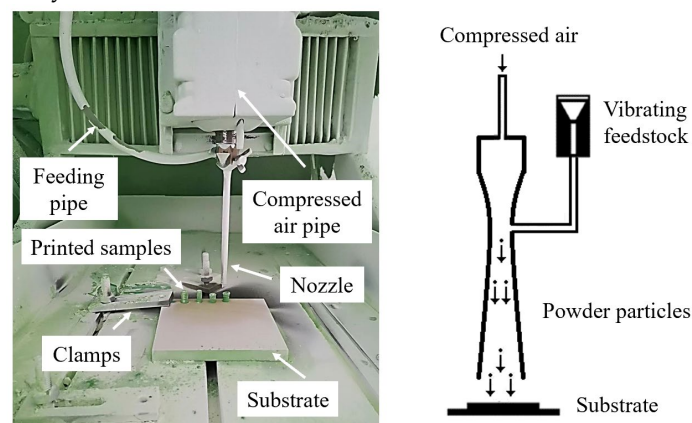 Feeding
pipe
Printed samples
Clamps
Compressed
air pipe
Nozzle
Substrate
Compressed air
Vibrating
feedstock
Powder particles
Substrate